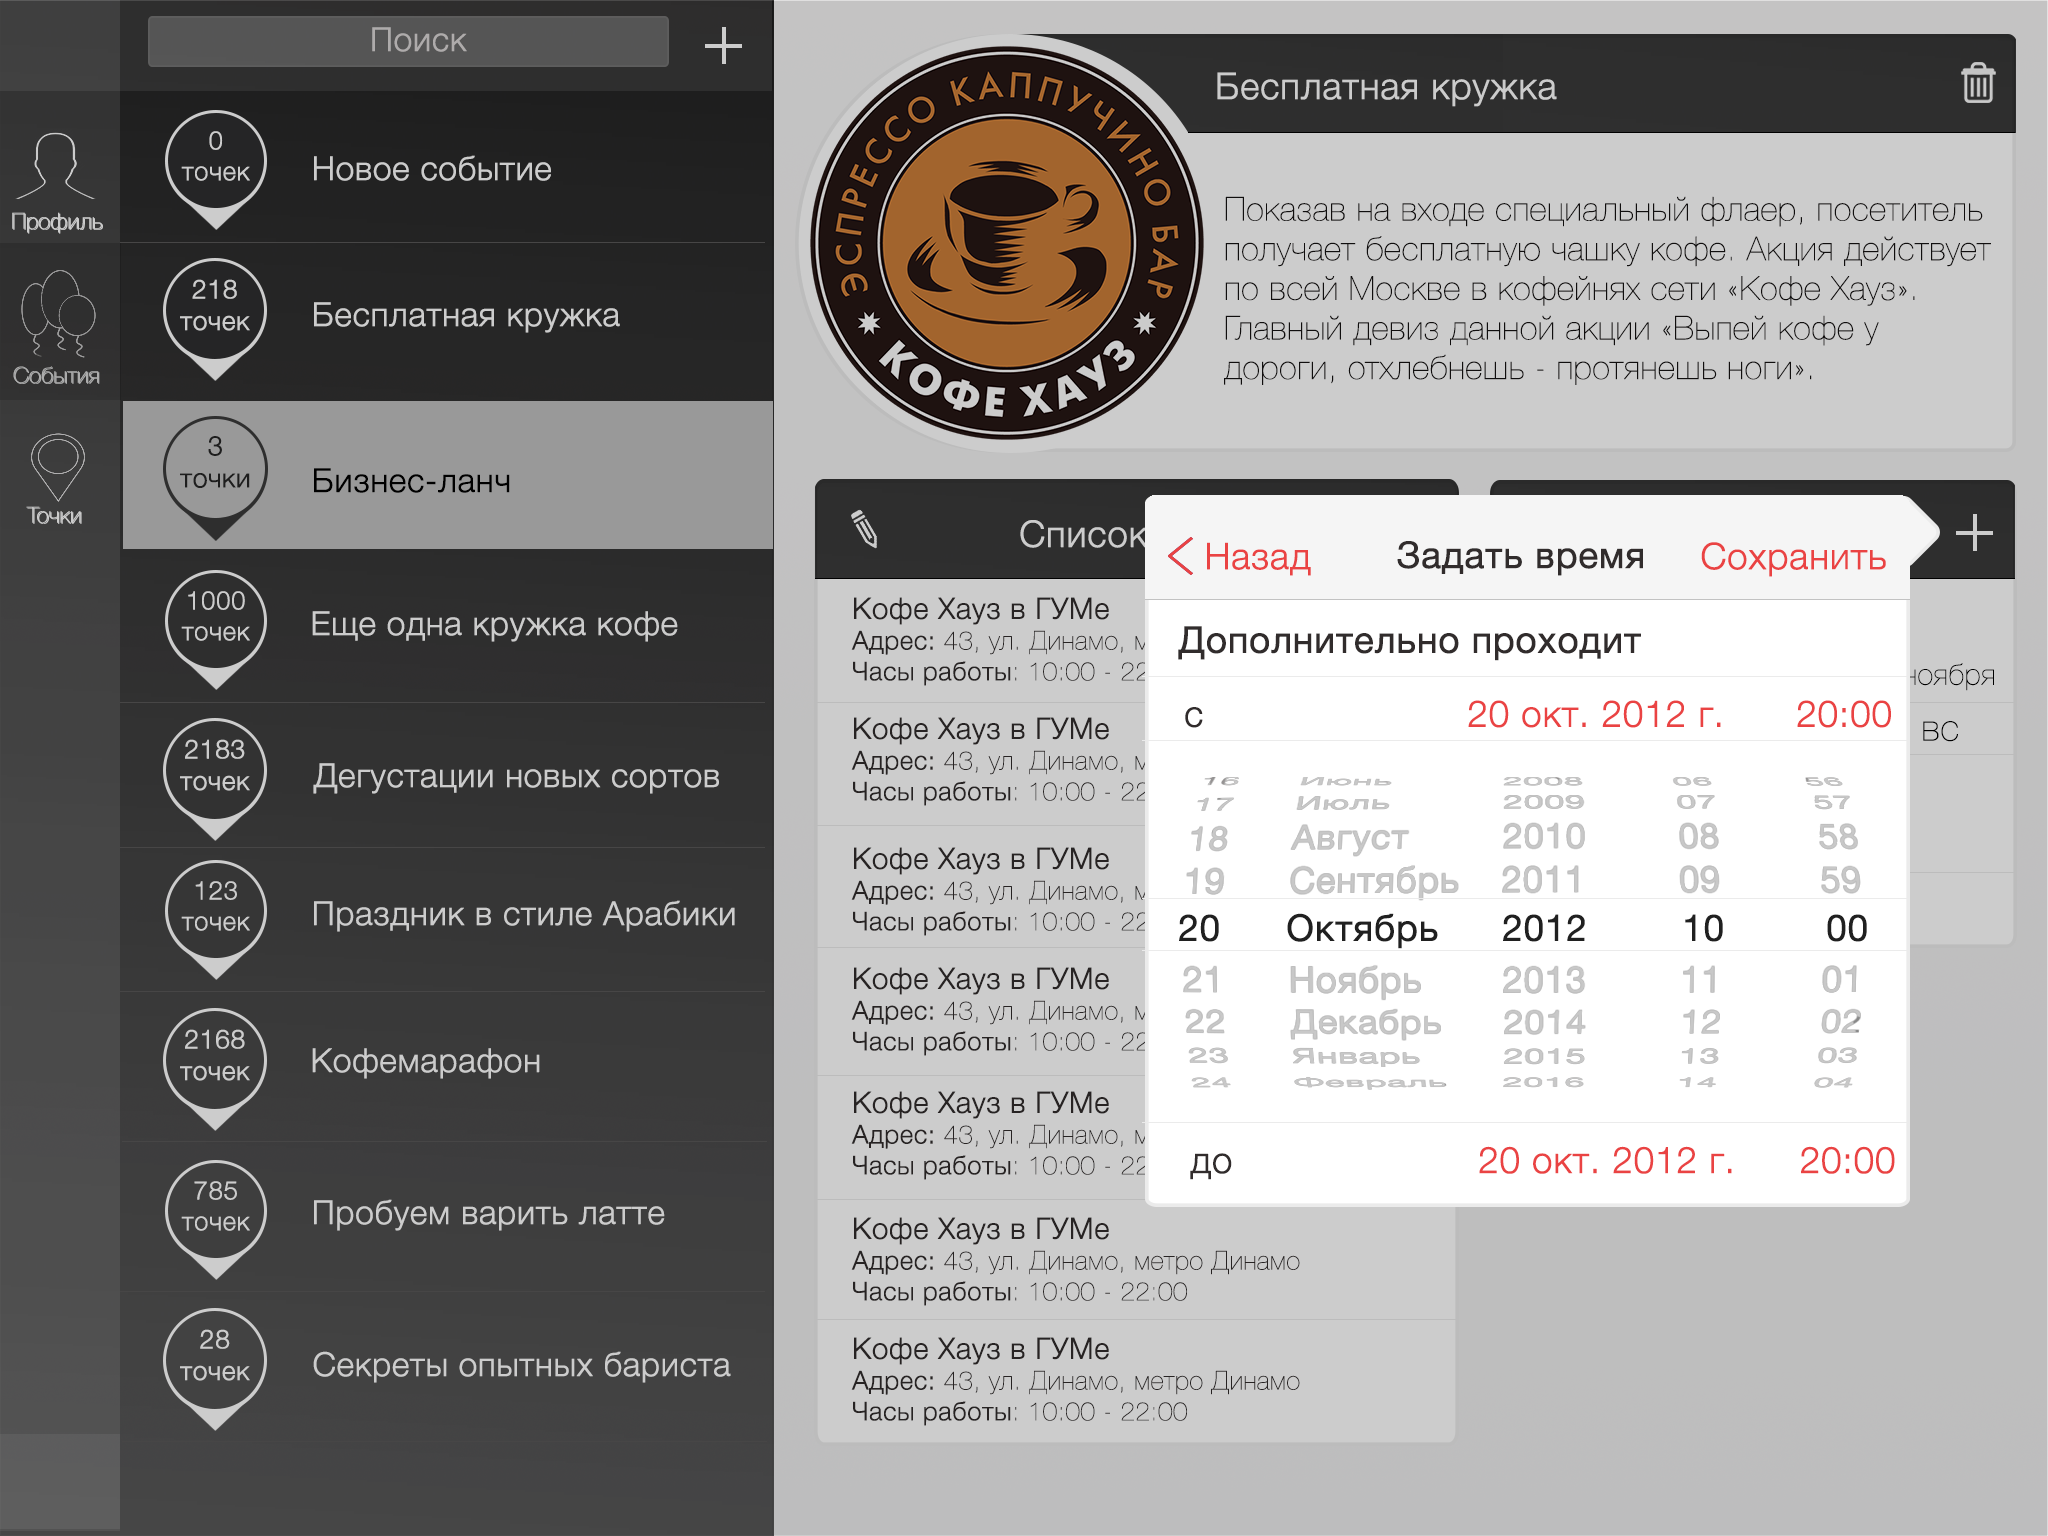 Поиск
Профиль
События
Точки
0
точек
Новое событие
218
точек
Бесплатная кружка
3
точки
Бизнес-ланч
1000
точек
Еще одна кружка кофе
2183
точек
Дегустации новых сортов
123
точек
Праздник в стиле Арабики
2168
точек
Кофемарафон
785
точек
Пробуем варить латте
28
точек
Секреты опытных бариста
ЭСПРЕССО КАППУЧИНО БАР
КОФЕ ХАУЗ
Бесплатная кружка
Показав на входе специальный флаер, посетитель
получает бесплатную чашку кофе. Акция действует
по всей Москве в кофейнях сети «Кофе Хауз».
Главный девиз данной акции «Выпей кофе у
дороги, отхлебнешь - протянешь ноги».
Список
Кофе Хауз в ГУМе
Адрес: 43, ул. Динамо, м
Часы работы: 10:00 - 22
Кофе Хауз в ГУМе
Адрес: 43, ул. Динамо, м
Часы работы: 10:00 - 22
Кофе Хауз в ГУМе
Адрес: 43, ул. Динамо, м
Часы работы: 10:00 - 22
Кофе Хауз в ГУМе
Адрес: 43, ул. Динамо, м
Часы работы: 10:00 - 22
Кофе Хауз в ГУМе
Адрес: 43, ул. Динамо, м
Часы работы: 10:00 - 22
Кофе Хауз в ГУМе
Адрес: 43, ул. Динамо, метро Динамо
Часы работы: 10:00 - 22:00
Кофе Хауз в ГУМе
Адрес: 43, ул. Динамо, метро Динамо
Часы работы: 10:00 - 22:00
ноября
ВС
Назад Задать время Сохранить
Дополнительно проходит
с 20 окт. 2012 г. 20:00
16 Июнь 2008 06 56
17 Июль 2009 07 57
18 Август 2010 08 58
19 Сентябрь 2011 09 59
20 Октябрь 2012 10 00
21 Ноябрь 2013 11 01
22 Декабрь 2014 12 02
23 Январь 2015 13 03
24 Февраль 2016 14 04
до 20 окт. 2012 г. 20:00